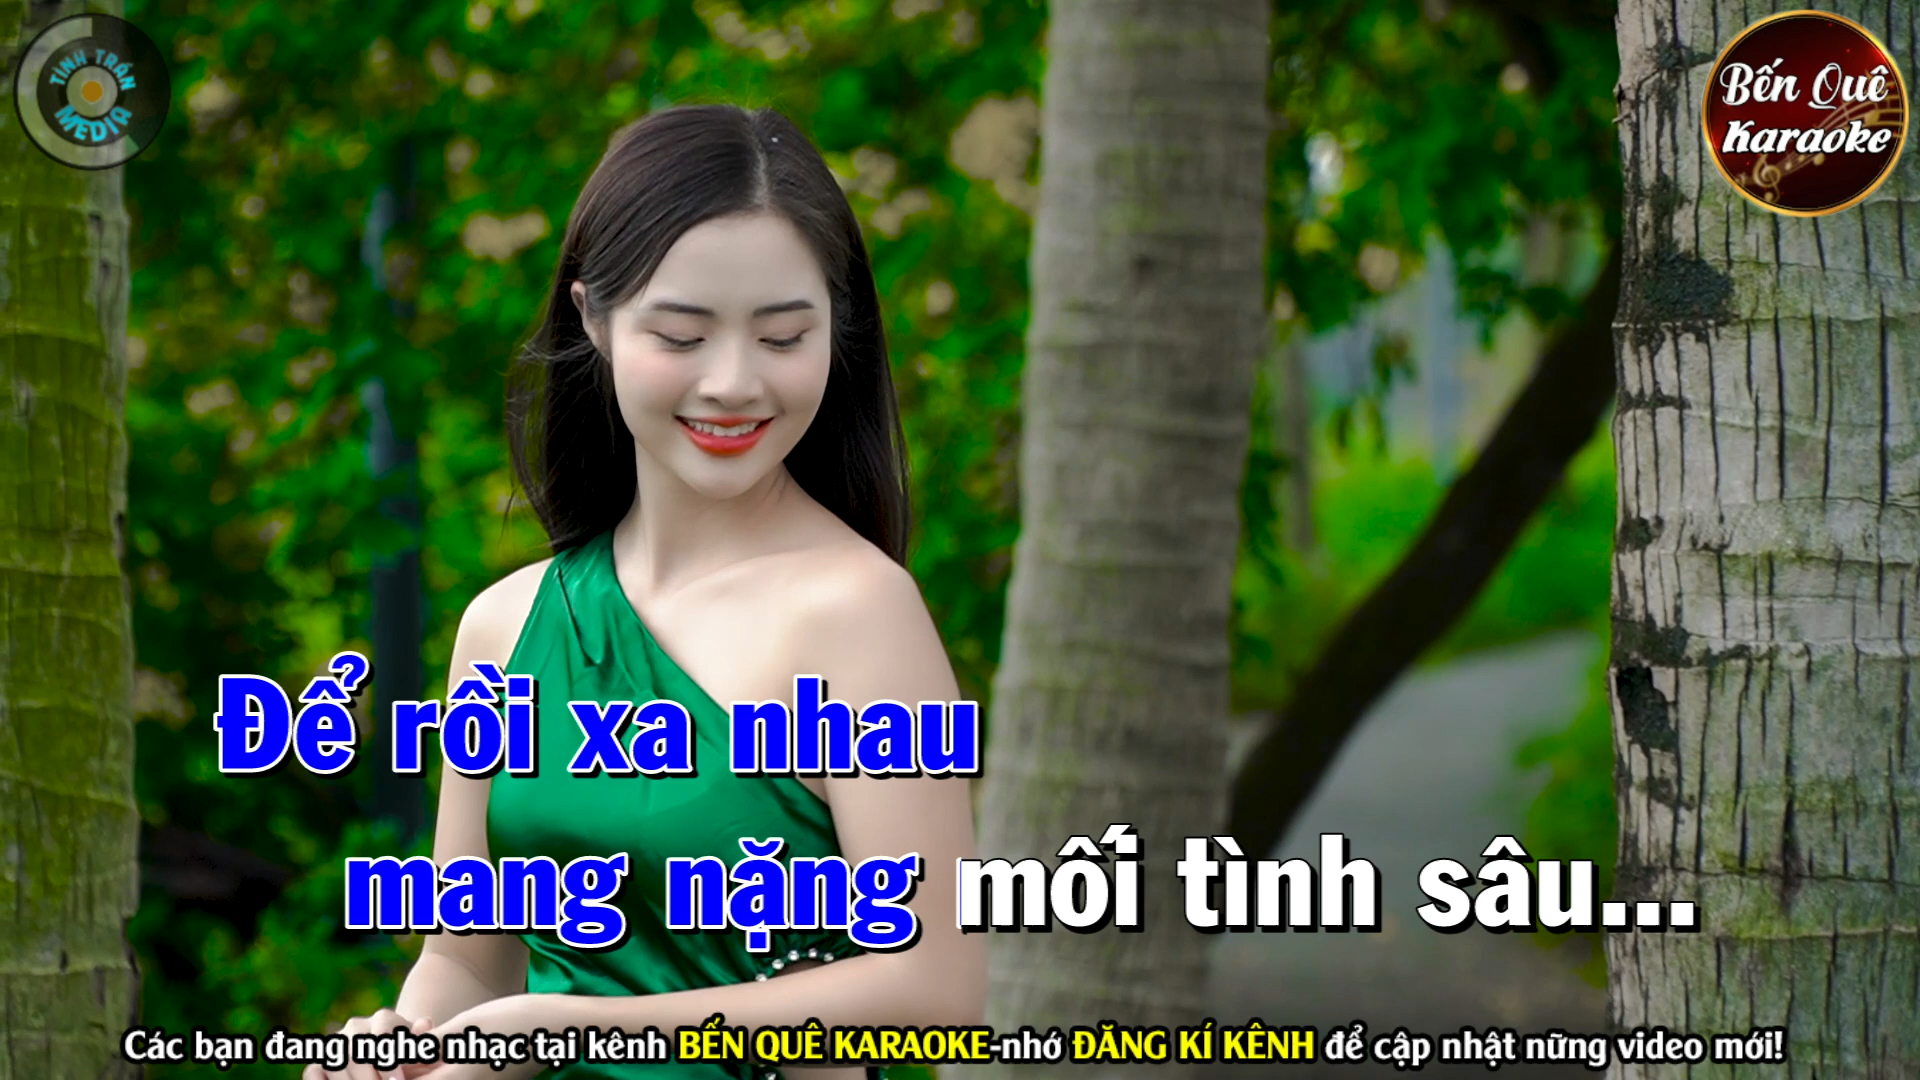 TÌNH TRẦN
MEDIA
Bến Quê
Karaoke
Để rồi xa nhau
mang nặng mối tình sâu...
Các bạn đang nghe nhạc tại kênh BẾN QUÊ KARAOKE-nhớ ĐĂNG KÍ KÊNH để cập nhật nững video mới!